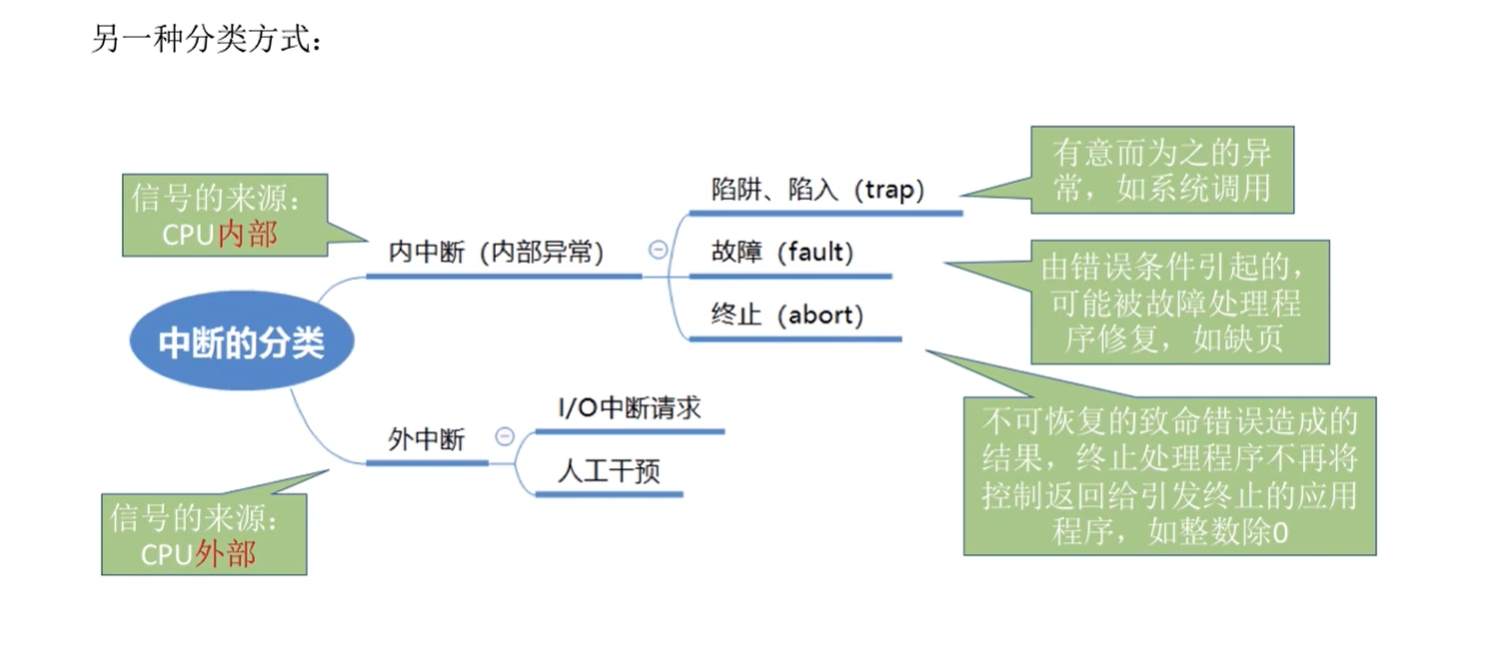 另一种分类方式：
有意而为之的异
常，如系统调用
信号的来源：
CPU内部
陷阱、陷入（trap）
内中断（内部异常）
故障（fault）
由错误条件引起的，
可能被故障处理程
序修复，如缺页
终止（abort）
中断的分类
I/O中断请求
外中断
人工干预
不可恢复的致命错误造成的
结果，终止处理程序不再将
控制返回给引发终止的应用
程序，如整数除0
信号的来源：
CPU外部